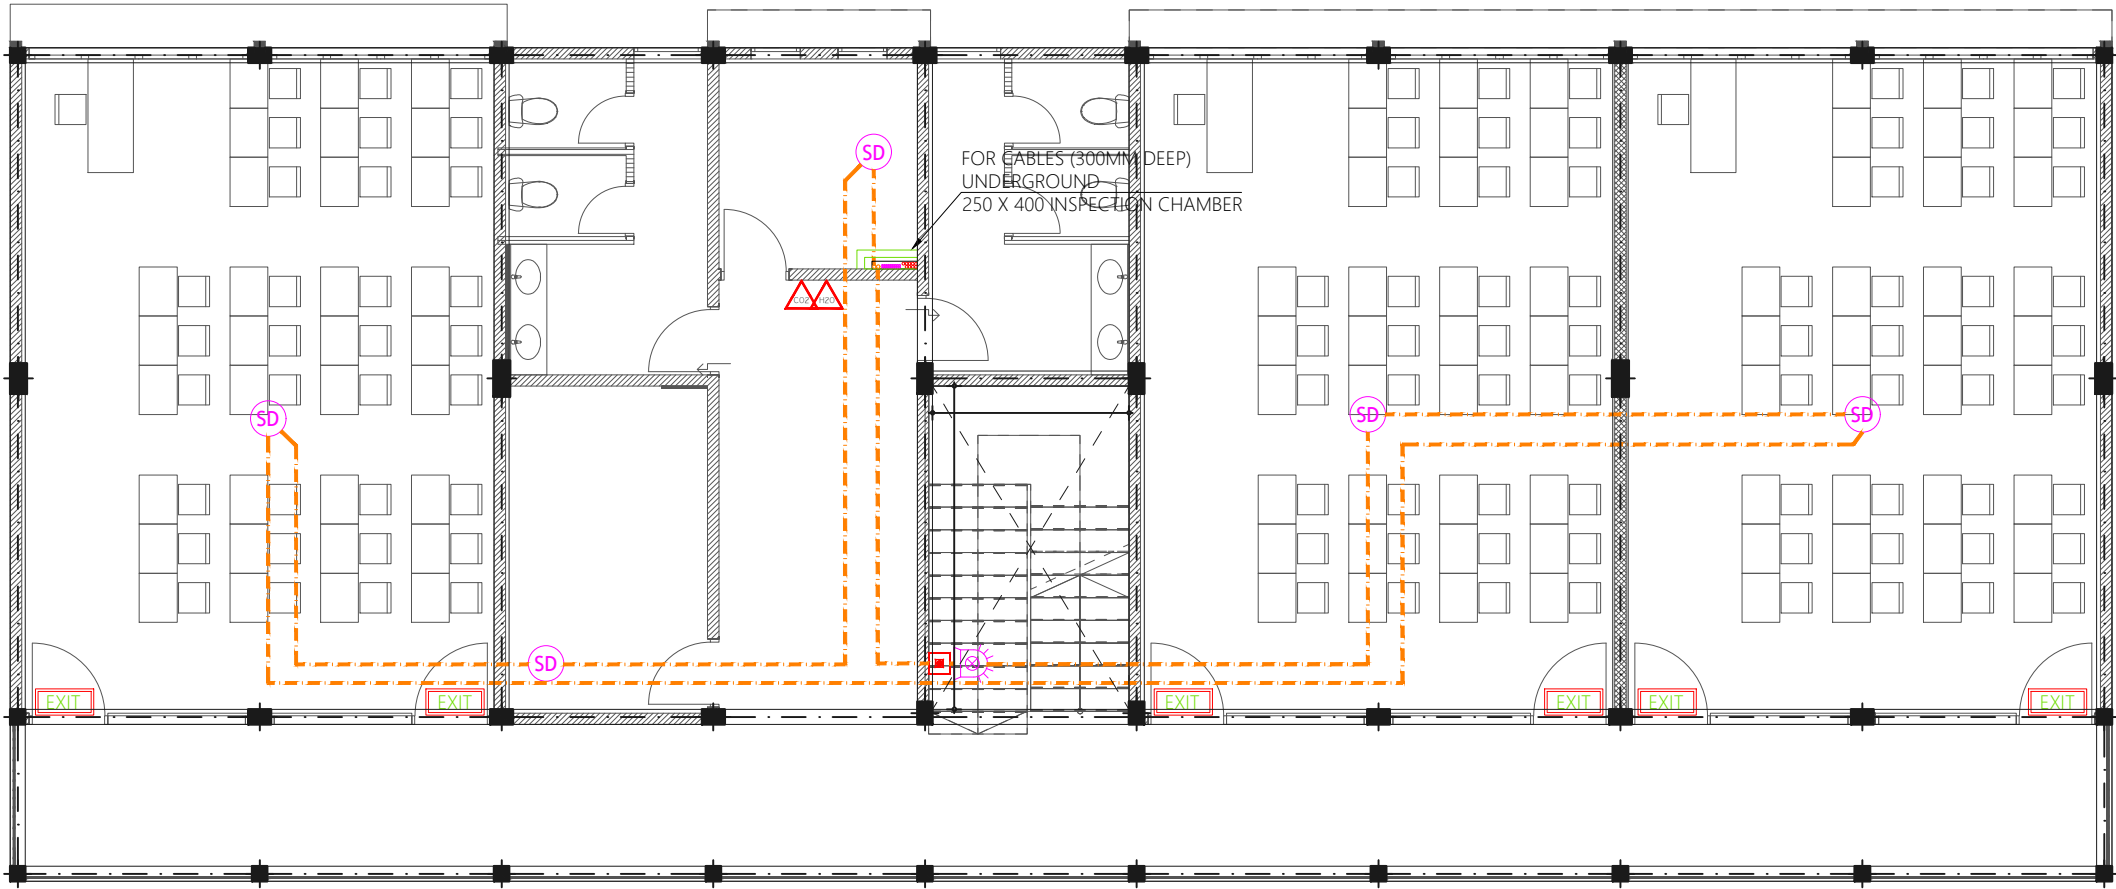 SD
FOR CABLES (300MM DEEP)
UNDERGROUND
250 X 400 INSPECTION CHAMBER
CO2 H2O
SD
SD
SD
SD
EXIT
EXIT
EXIT
EXIT
EXIT
EXIT